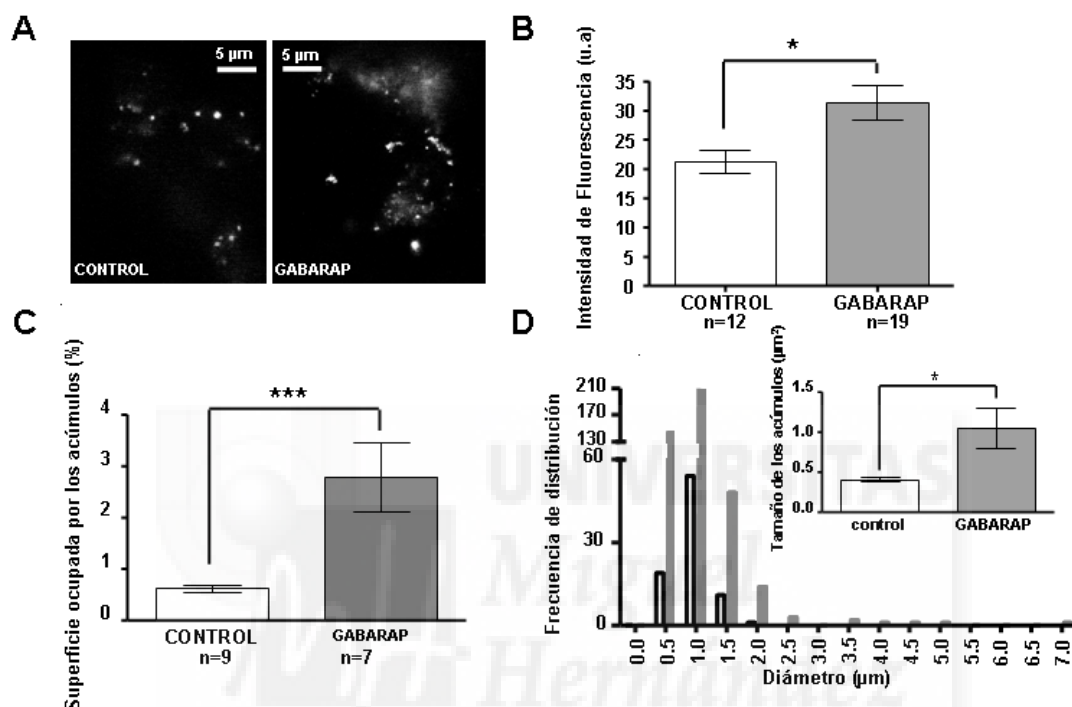 A
5 µm
5 µm
CONTROL
GABARAP
B
Intensidad de Fluorescencia (u.a)
*
35
30
25
20
15
10
5
0
CONTROL
n=12
GABARAP
n=19
C
Superficie ocupada por los acúmulos (%)
***
4
3
2
1
0
CONTROL
n=9
GABARAP
n=7
D
Frecuencia de distribución
210
170
130
60
30
0
0.0 0.5 1.0 1.5 2.0 2.5 3.0 3.5 4.0 4.5 5.0 5.5 6.0 6.5 7.0
Diámetro (µm)
Tamaño de los acúmulos (µm²)
*
1.5
1.0
0.5
0.0
control
GABARAP
UNIVERSITAS
Miguel
Hernández